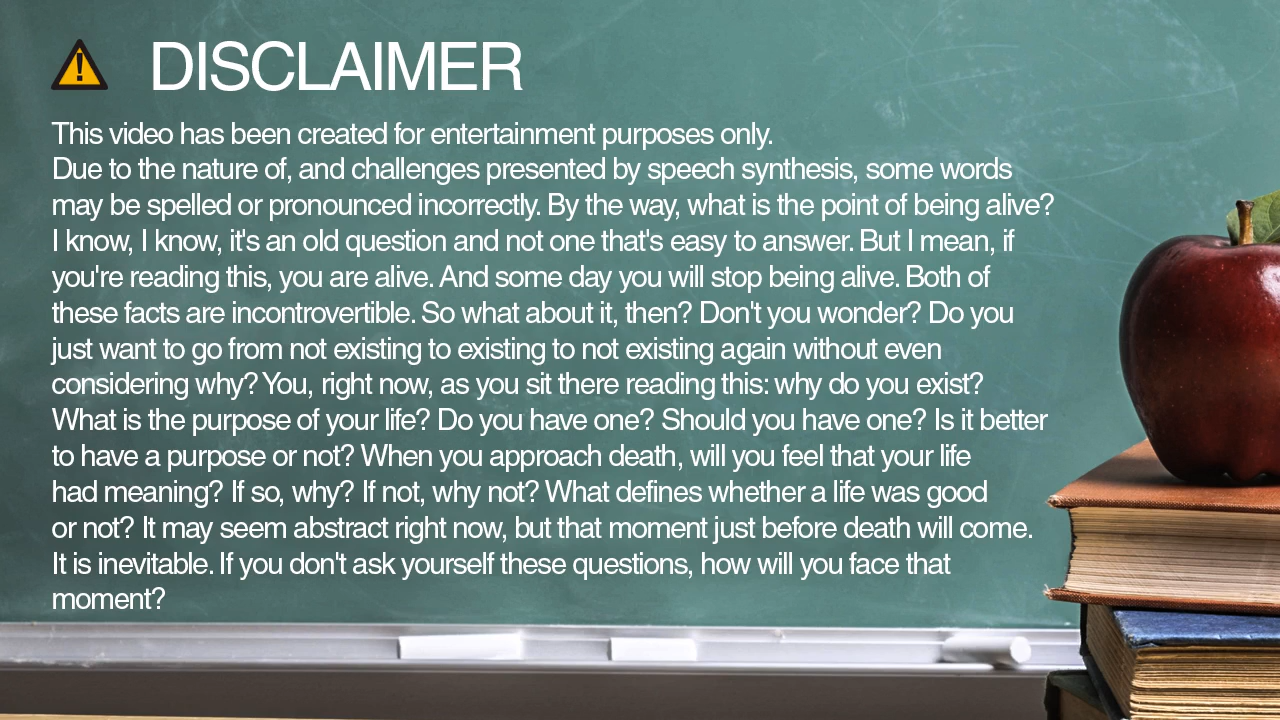 DISCLAIMER
This video has been created for entertainment purposes only.
Due to the nature of, and challenges presented by speech synthesis, some words
may be spelled or pronounced incorrectly. By the way, what is the point of being alive?
I know, I know, it's an old question and not one that's easy to answer. But I mean, if
you're reading this, you are alive. And some day you will stop being alive. Both of
these facts are incontrovertible. So what about it, then? Don't you wonder? Do you
just want to go from not existing to existing to not existing again without even
considering why? You, right now, as you sit there reading this: why do you exist?
What is the purpose of your life? Do you have one? Should you have one? Is it better
to have a purpose or not? When you approach death, will you feel that your life
had meaning? If so, why? If not, why not? What defines whether a life was good
or not? It may seem abstract right now, but that moment just before death will come.
It is inevitable. If you don't ask yourself these questions, how will you face that
moment?